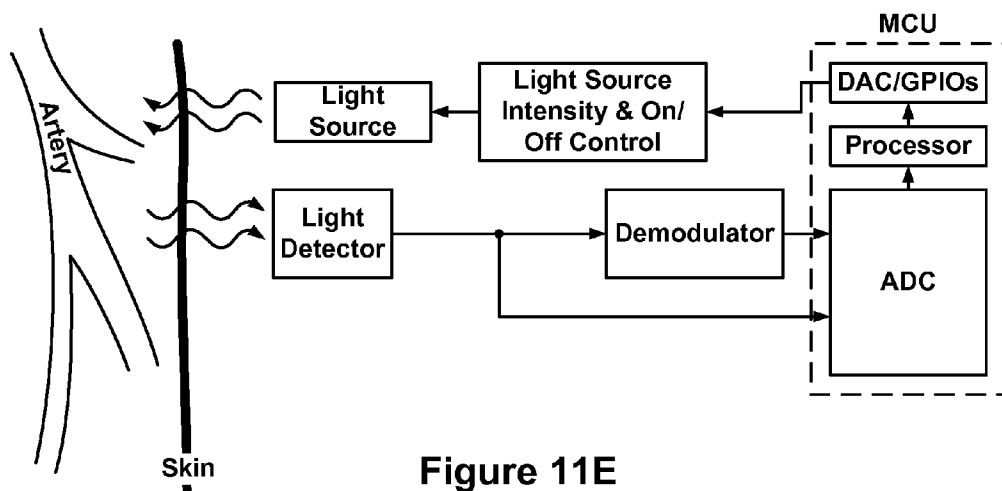 MCU
Light
Source
Light Source
Intensity & On/
Off Control
DAC/GPIOs
Processor
Artery
Light
Detector
Demodulator
ADC
Skin
Figure 11E